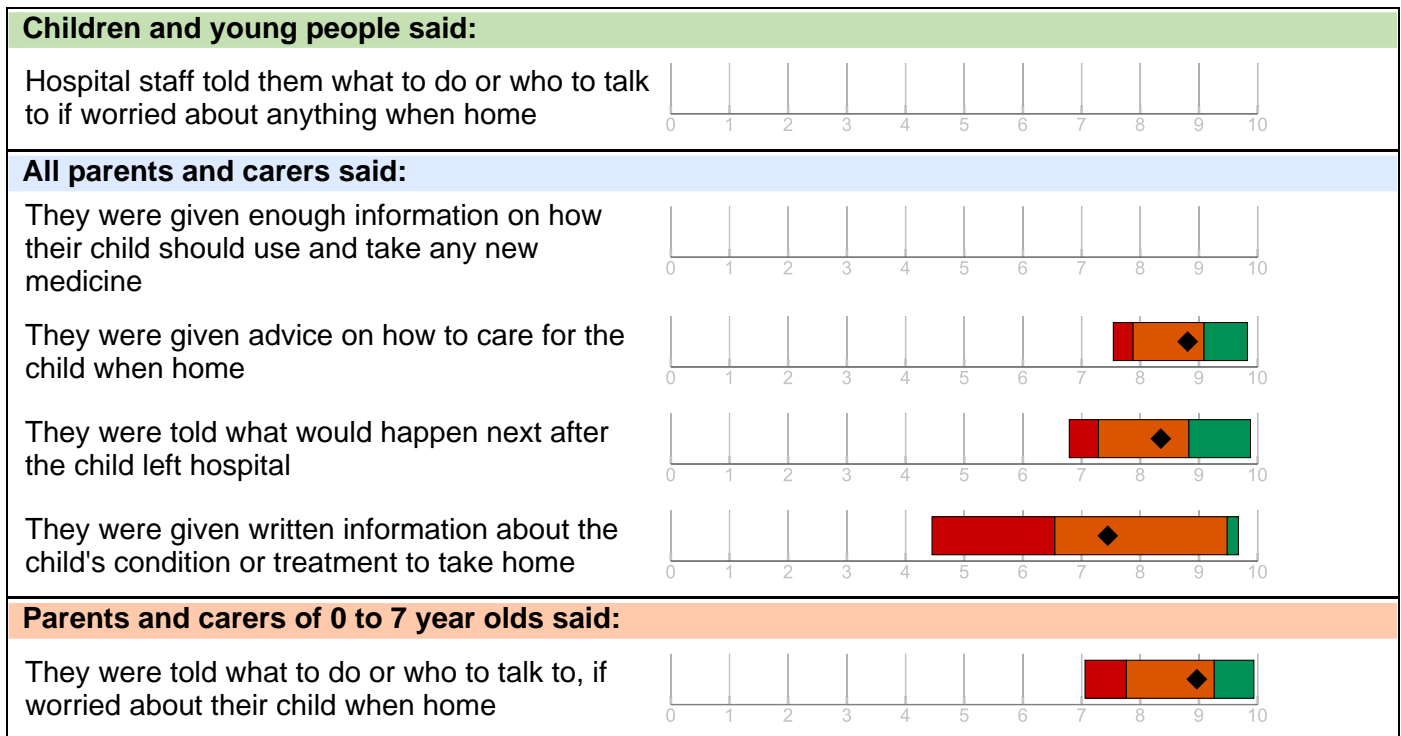 Children and young people said:
Hospital staff told them what to do or who to talk
to if worried about anything when home
0 1 2 3 4 5 6 7 8 9 10
All parents and carers said:
They were given enough information on how
their child should use and take any new
medicine
0 1 2 3 4 5 6 7 8 9 10
They were given advice on how to care for the
child when home
0 1 2 3 4 5 6 7 8 9 10
They were told what would happen next after
the child left hospital
0 1 2 3 4 5 6 7 8 9 10
They were given written information about the
child's condition or treatment to take home
0 1 2 3 4 5 6 7 8 9 10
Parents and carers of 0 to 7 year olds said:
They were told what to do or who to talk to, if
worried about their child when home
0 1 2 3 4 5 6 7 8 9 10